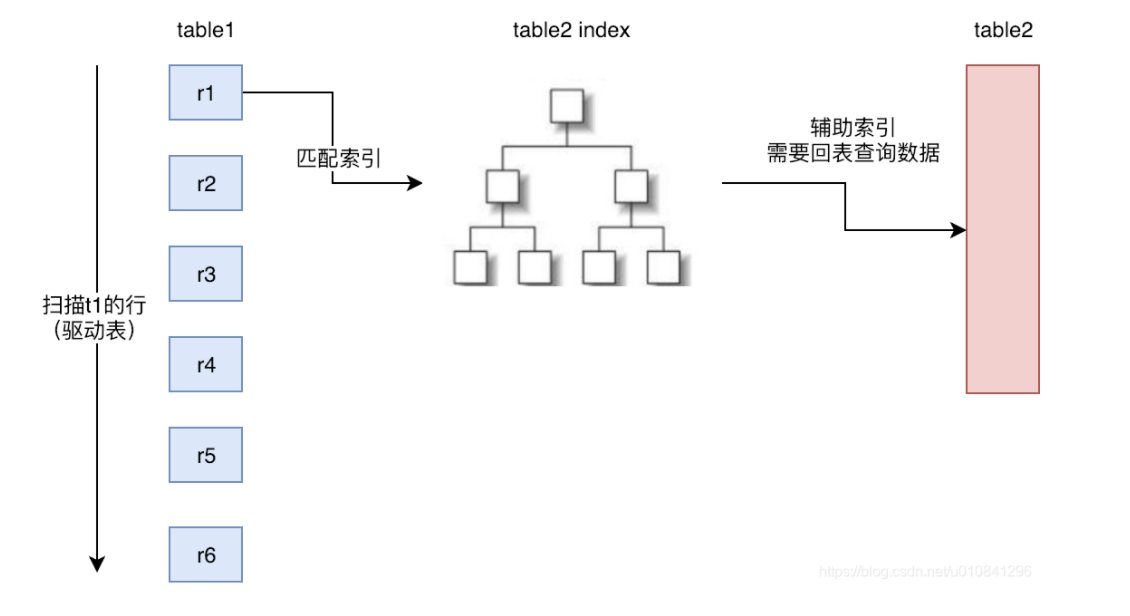 table1
table2 index
table2
r1
匹配索引
辅助索引
需要回表查询数据
r2
r3
扫描t1的行
（驱动表）
r4
r5
r6
https://blog.csdn.net/u010841296